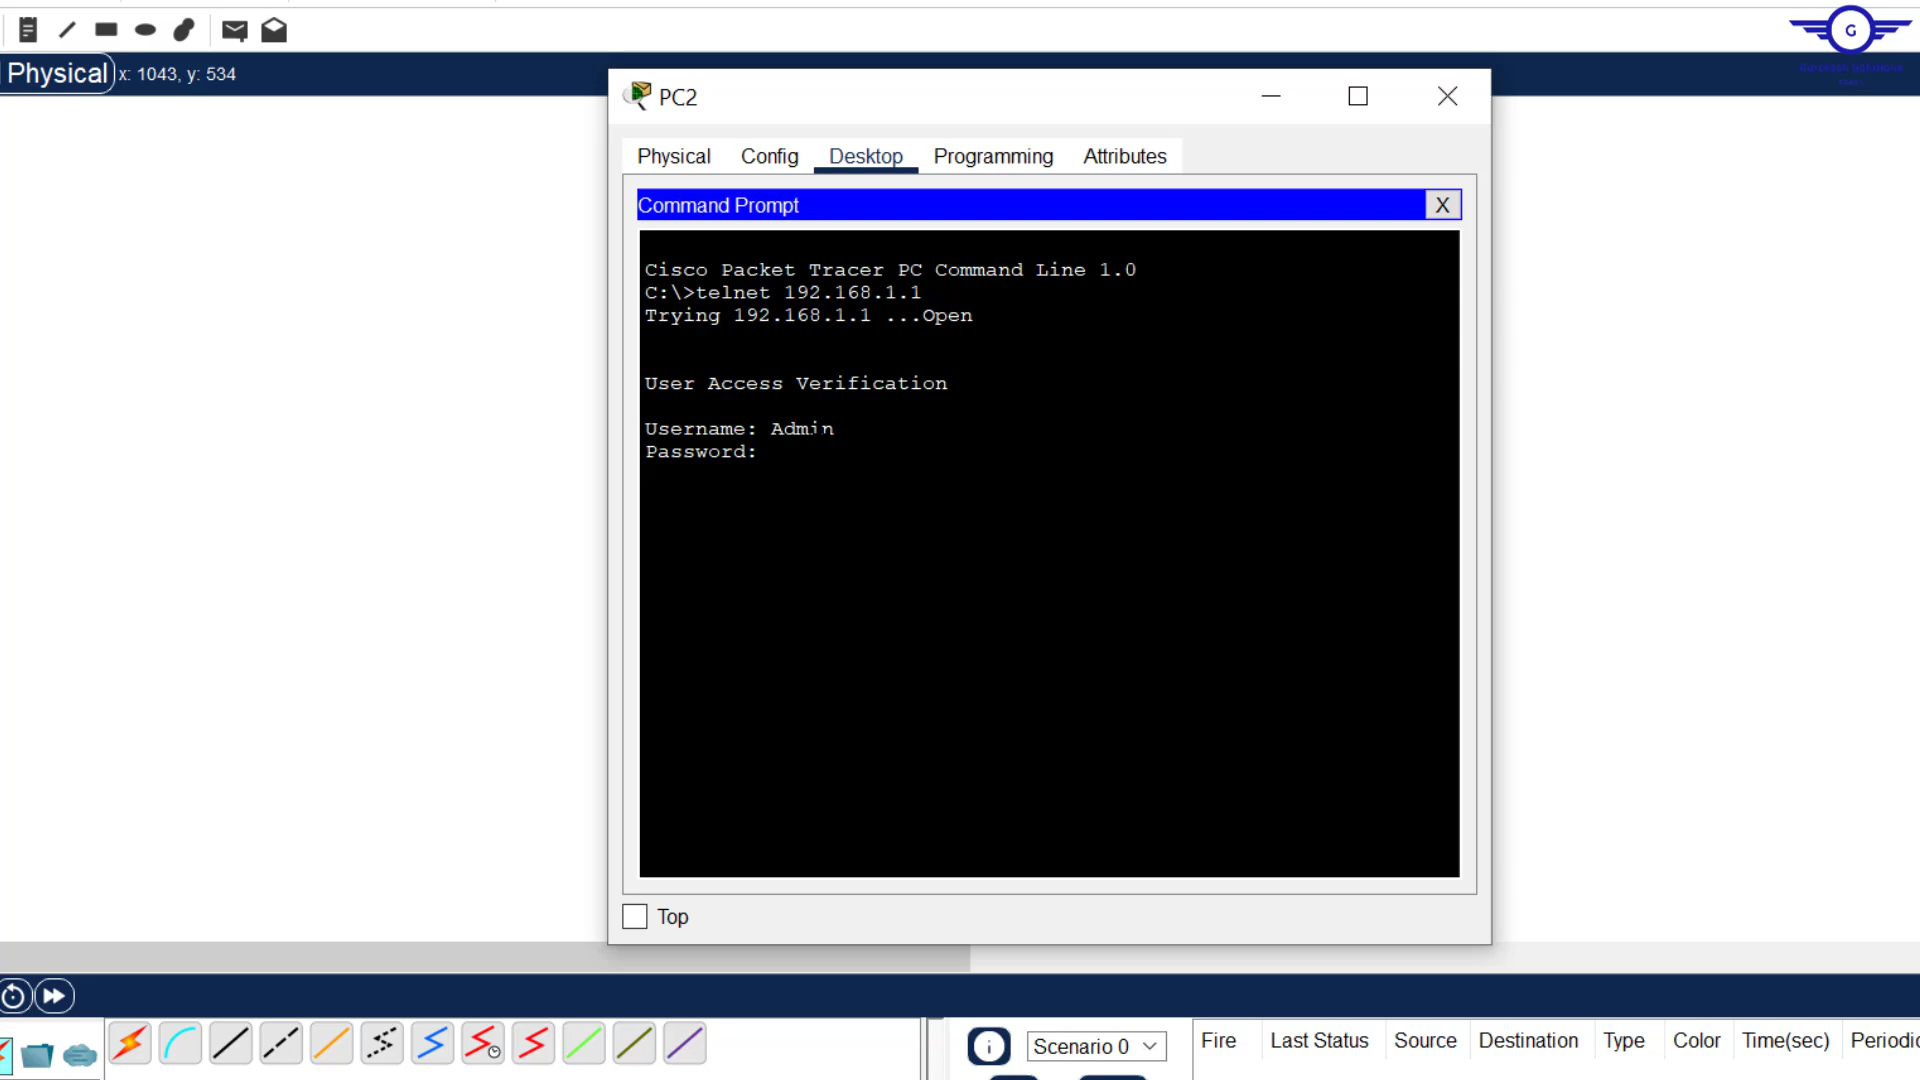 G
Physical x: 1043, y: 534
PC2
Physical Config Desktop Programming Attributes
Command Prompt X
Cisco Packet Tracer PC Command Line 1.0
C:\>telnet 192.168.1.1
Trying 192.168.1.1 ...Open
User Access Verification
Username: Admin
Password:
Top
Scenario 0
Fire Last Status Source Destination Type Color Time(sec) Periodic